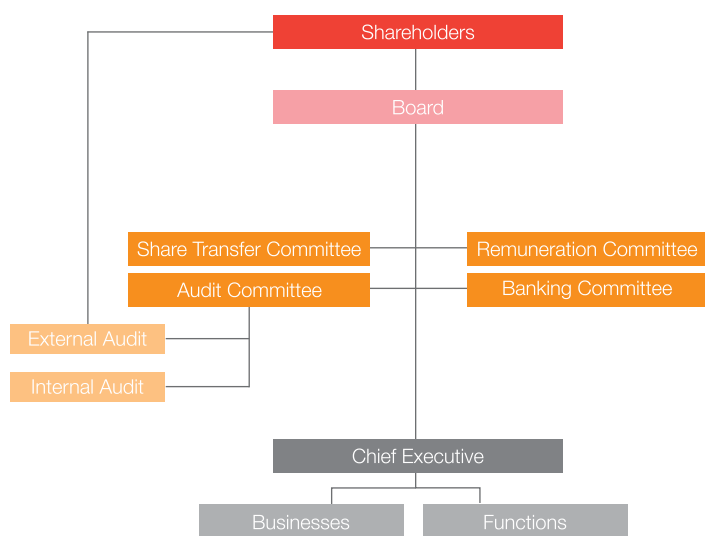 Shareholders
Board
Share Transfer Committee
Remuneration Committee
Audit Committee
Banking Committee
External Audit
Internal Audit
Chief Executive
Businesses
Functions